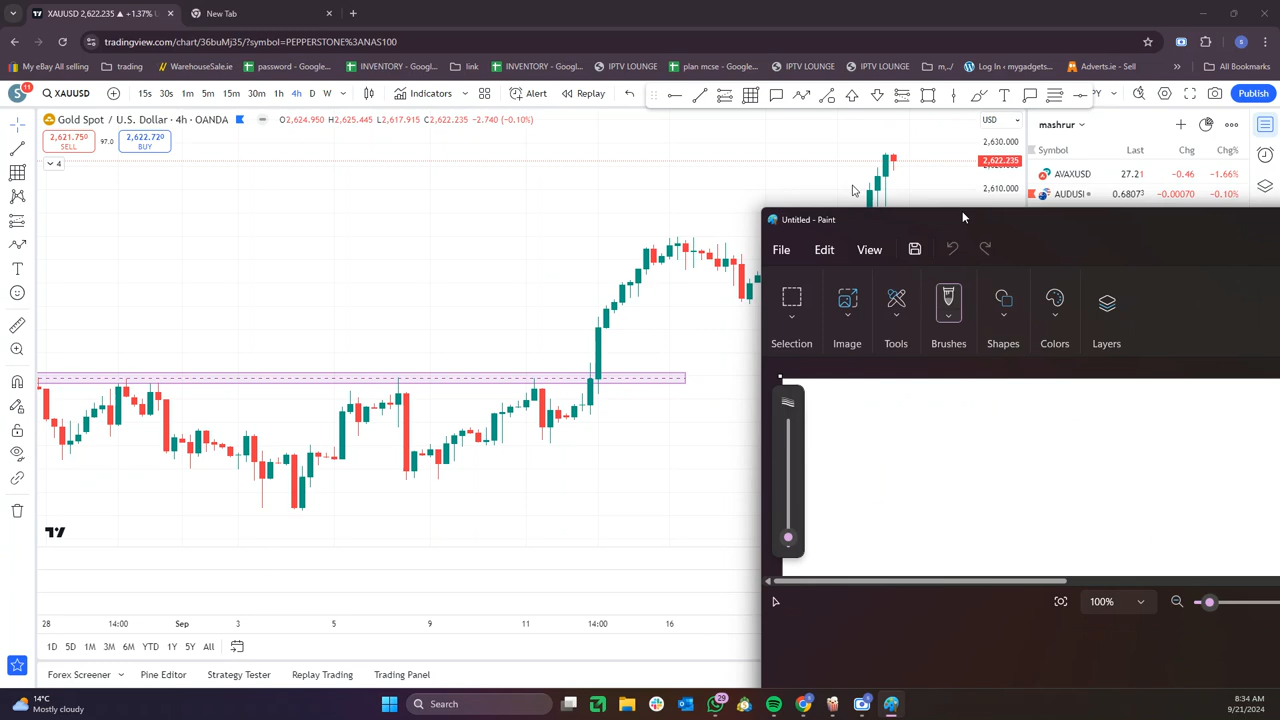 XAUUSD 2,622.235 ▲ +1.37%
New Tab
tradingview.com/chart/36buMj35/?symbol=PEPPERSTONE%3ANAS100
My eBay All selling
trading
WarehouseSale.ie
password - Google...
INVENTORY - Google...
link
INVENTORY - Google...
IPTV LOUNGE
plan mcse - Google...
m,./
IPTV LOUNGE
Log In ‹ mygadgets...
Adverts.ie - Sell
All Bookmarks
S 11 XAUUSD 15s 30s 1m 5m 15m 30m 1h 4h D W Indicators Alert Replay Publish
Gold Spot / U.S. Dollar · 4h · OANDA O2,624.950 H2,625.445 L2,617.915 C2,622.235 -2.740 (-0.10%) USD
mashrur
2,621.750 SELL 97.0 2,622.720 BUY
4
2,630.000
2,622.235
2,610.000
Symbol Last Chg Chg%
AVAXUSD 27.21 -0.46 -1.66%
AUDUSD 0.68073 -0.00070 -0.10%
Untitled - Paint
File Edit View
Selection Image Tools Brushes Shapes Colors Layers
100%
28 14:00 Sep 3 5 9 11 14:00 16
1D 5D 1M 3M 6M YTD 1Y 5Y All
Forex Screener Pine Editor Strategy Tester Replay Trading Trading Panel
14°C
Mostly cloudy
Search
29
8:34 AM
9/21/2024